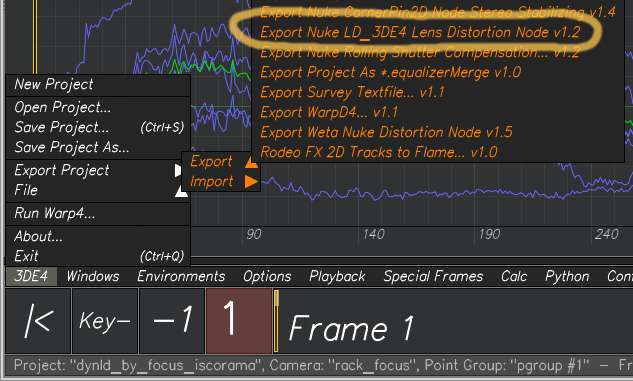 Export Nuke CornerPin2D Node Stereo Stabilizing v1.4
Export Nuke LD_3DE4 Lens Distortion Node v1.2
Export Nuke Rolling Shutter Compensation... v1.2
Export Project As *.equalizerMerge v1.0
Export Survey Textfile... v1.1
Export WarpD4... v1.1
Export Weta Nuke Distortion Node v1.5
Rodeo FX 2D Tracks to Flame... v1.0
New Project
Open Project...
Save Project... (Ctrl+S)
Save Project As...
Export Project
File
Export
Import
Run Warp4...
About...
Exit (Ctrl+Q)
90 140 190 240
3DE4 Windows Environments Options Playback Special Frames Calc Python
|< Key- -1 1 Frame 1
Project: "dynld_by_focus_iscorama", Camera: "rack_focus", Point Group: "pgroup #1" –